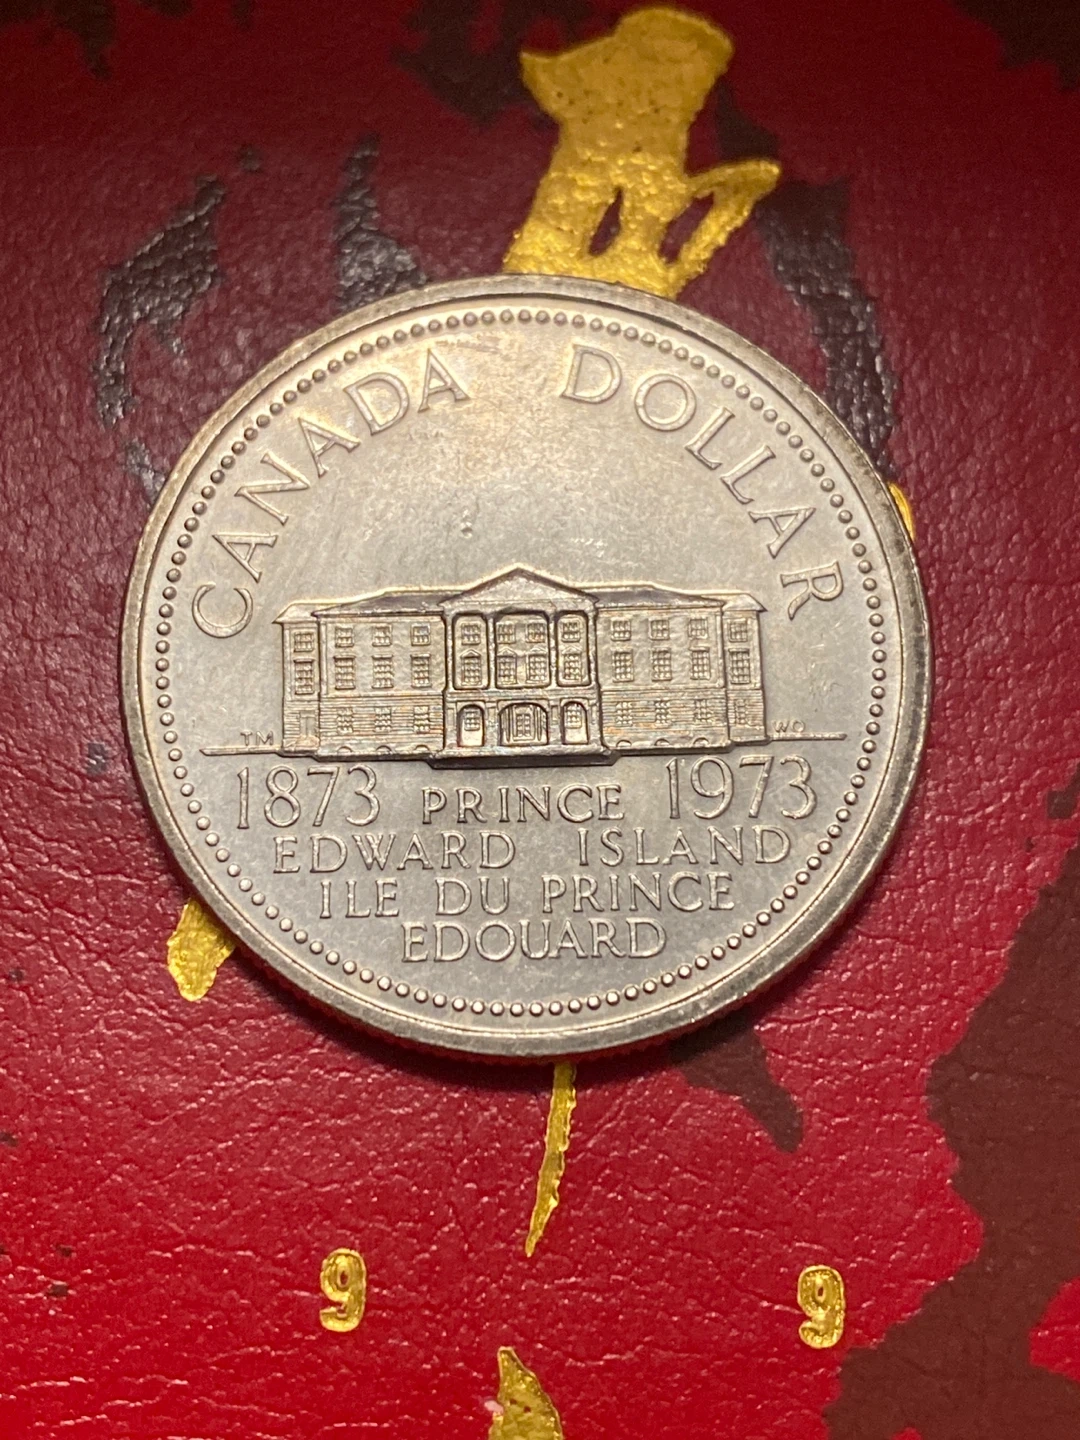 CANADA DOLLAR
TM WO
1873 PRINCE 1973
EDWARD ISLAND
ILE DU PRINCE
EDOUARD
9 9